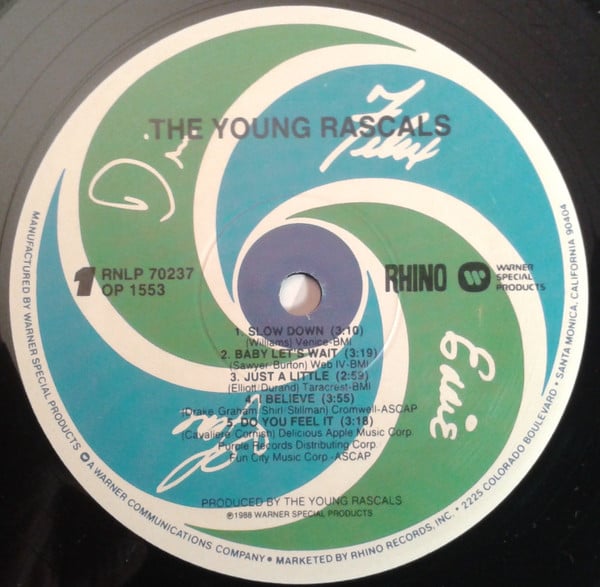 THE YOUNG RASCALS
Dino
Felix
1 RNLP 70237
OP 1553
RHINO
WARNER
SPECIAL
PRODUCTS
1. SLOW DOWN (3:10)
(Williams) Venice-BMI
2. BABY LET'S WAIT (3:19)
(Sawyer Burton) Web IV-BMI
3. JUST A LITTLE (2:59)
(Elliott Durand) Taracrest-BMI
4. I BELIEVE (3:55)
(Drake Graham Shirl Stillman) Cromwell-ASCAP
5. DO YOU FEEL IT (3:18)
(Cavaliere Cornish) Delicious Apple Music Corp.
Purple Records Distributing Corp.
Fun City Music Corp.-ASCAP
Eddie
PRODUCED BY THE YOUNG RASCALS
℗1988 WARNER SPECIAL PRODUCTS
MANUFACTURED BY WARNER SPECIAL PRODUCTS A WARNER COMMUNICATIONS COMPANY • MARKETED BY RHINO RECORDS, INC. • 2225 COLORADO BOULEVARD • SANTA MONICA, CALIFORNIA 90404